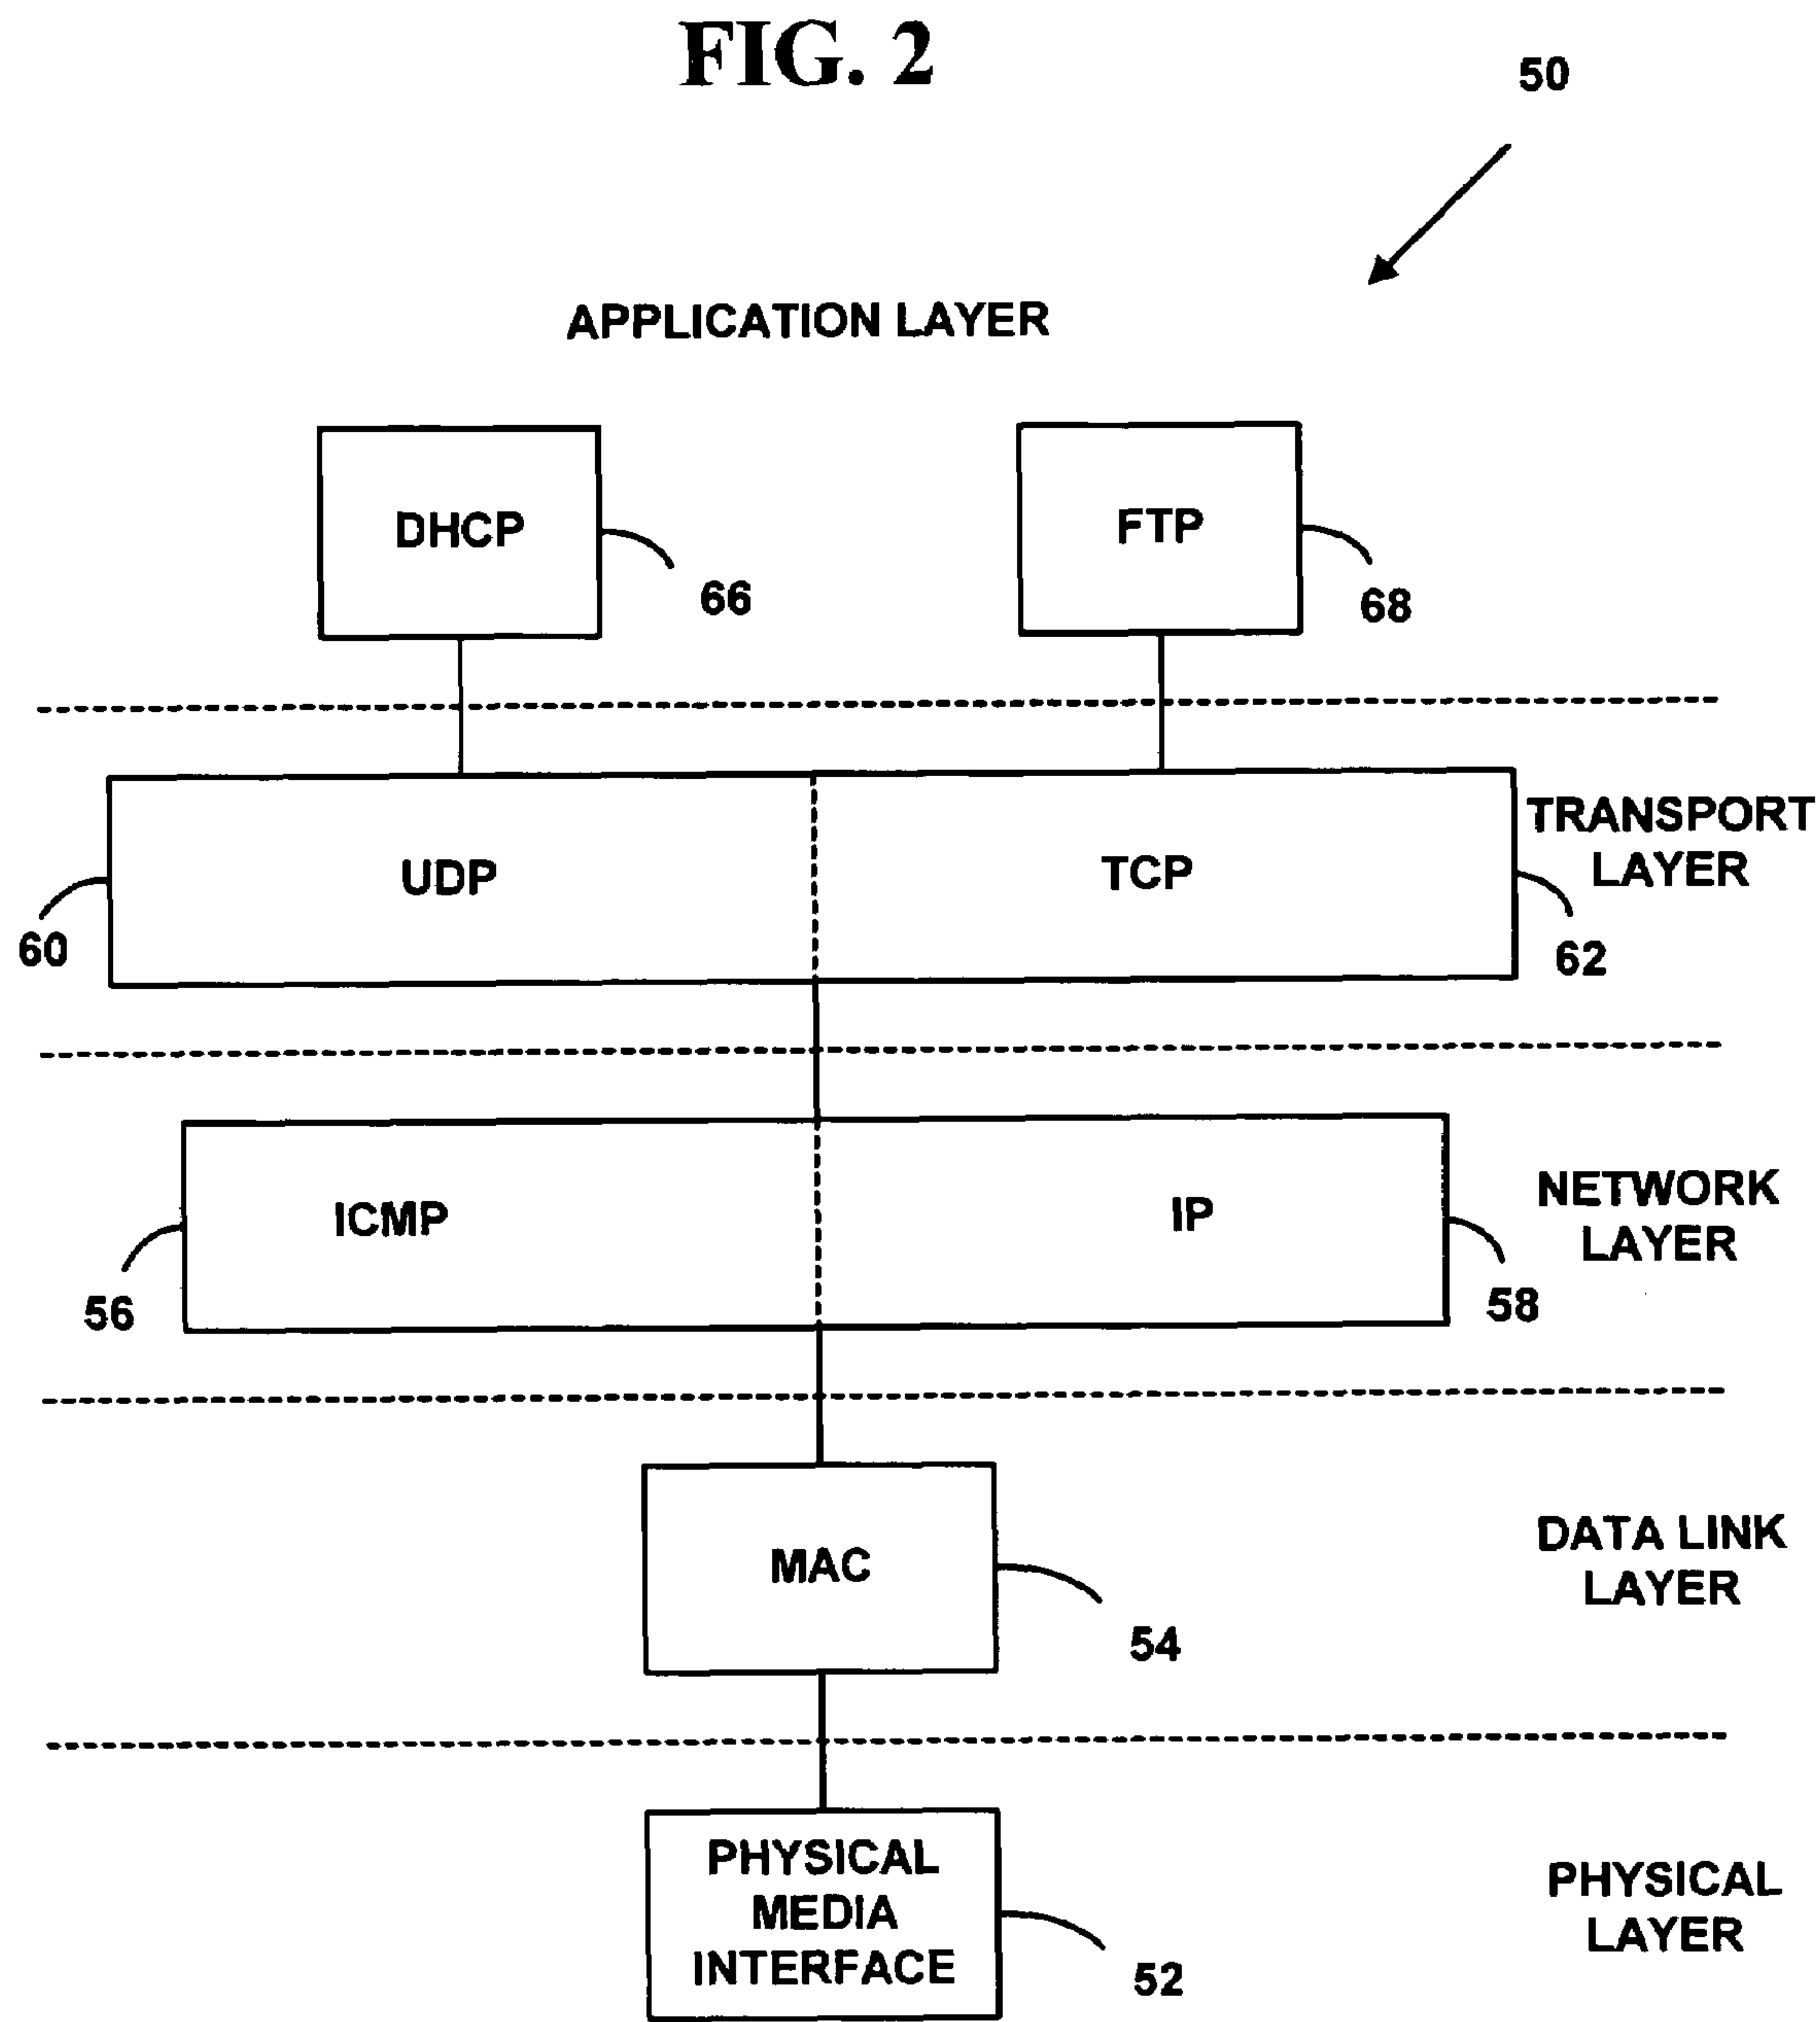 FIG. 2
50
APPLICATION LAYER
DHCP
FTP
66
68
UDP
TCP
TRANSPORT
LAYER
60
62
ICMP
IP
NETWORK
LAYER
56
58
MAC
DATA LINK
LAYER
54
PHYSICAL
MEDIA
INTERFACE
PHYSICAL
LAYER
52